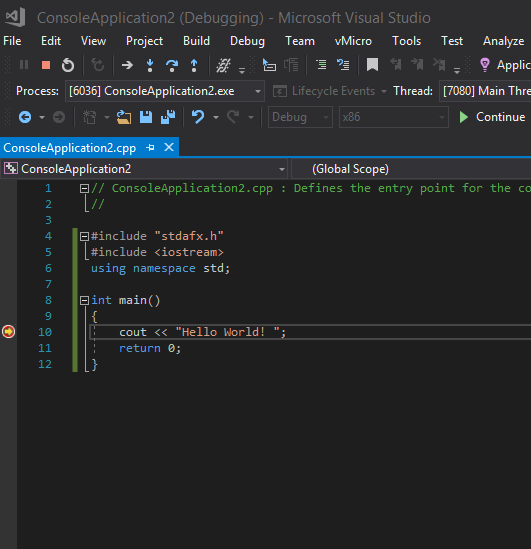 ConsoleApplication2 (Debugging) - Microsoft Visual Studio
File Edit View Project Build Debug Team vMicro Tools Test Analyze
Applic
Process: [6036] ConsoleApplication2.exe Lifecycle Events Thread: [7080] Main Thre
Debug x86 Continue
ConsoleApplication2.cpp
ConsoleApplication2 (Global Scope)
1 // ConsoleApplication2.cpp : Defines the entry point for the co
2 //
3
4 #include "stdafx.h"
5 #include <iostream>
6 using namespace std;
7
8 int main()
9 {
10 cout << "Hello World! ";
11 return 0;
12 }